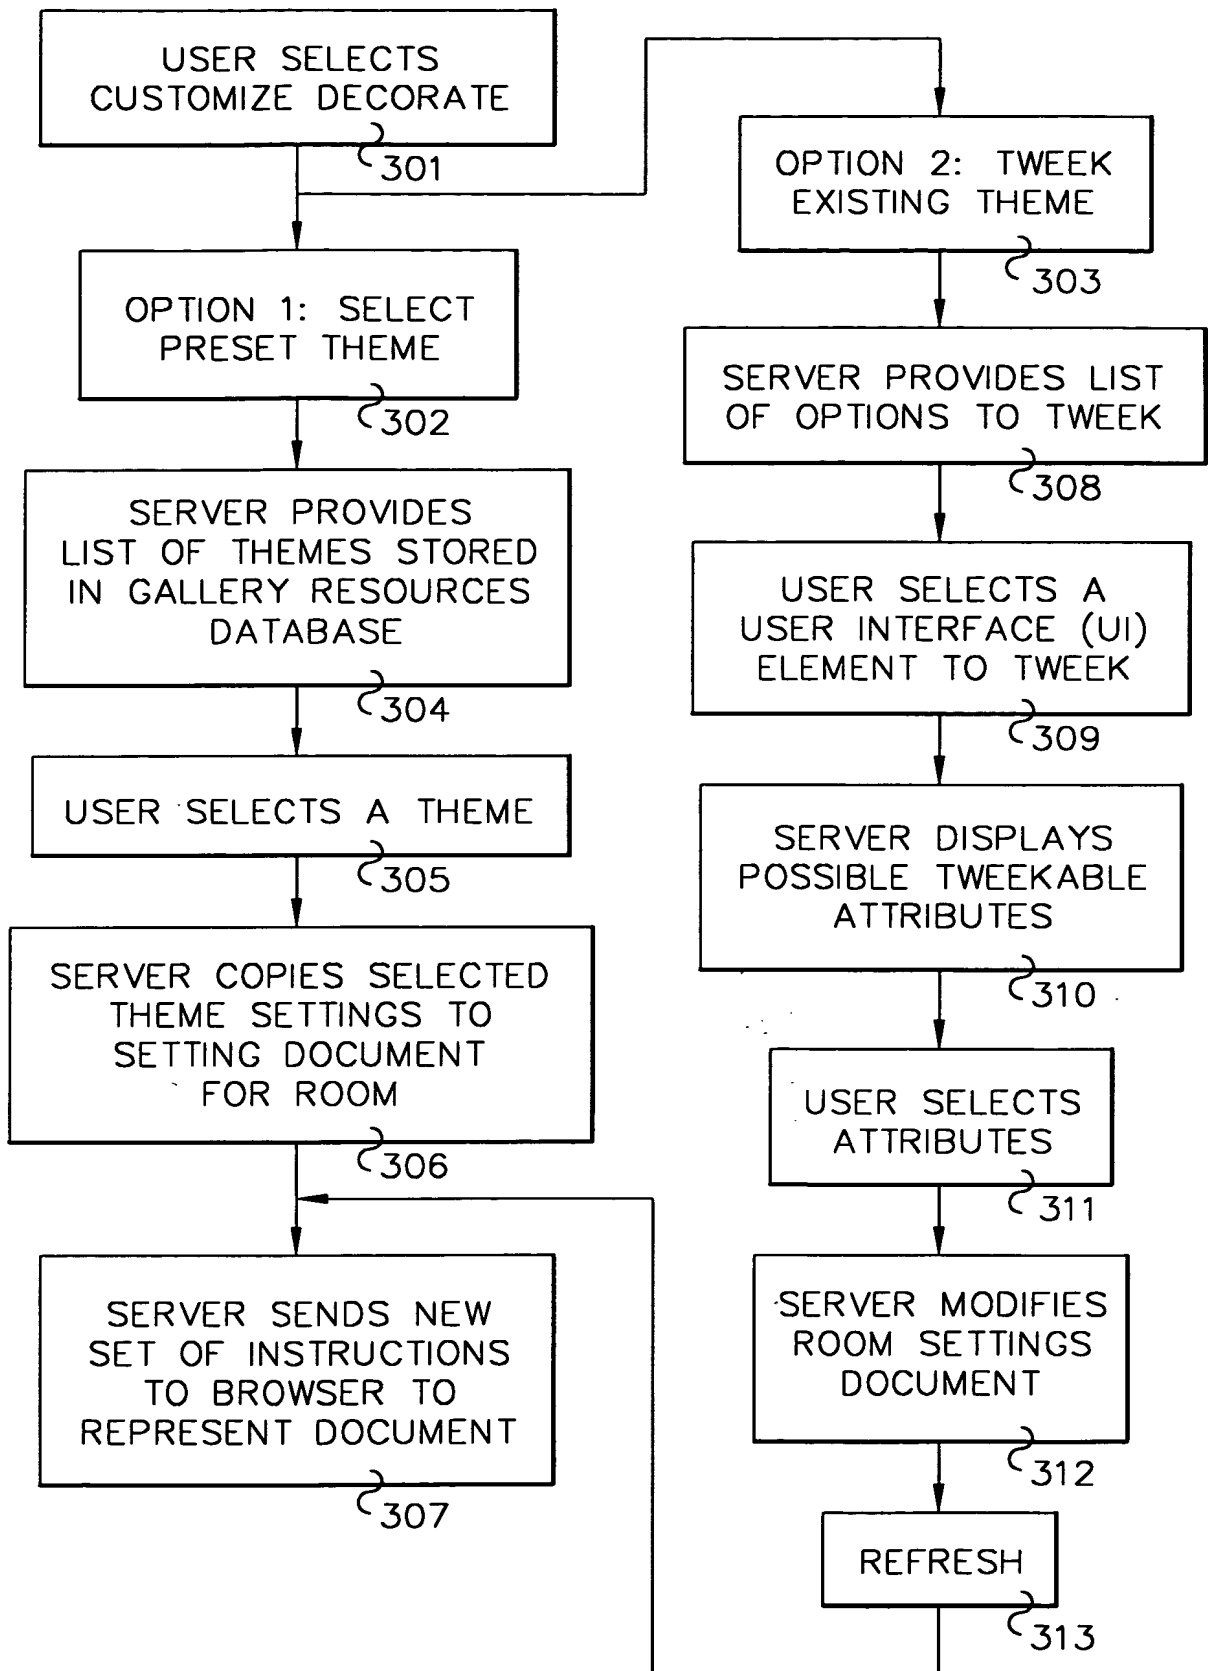 USER SELECTS
CUSTOMIZE DECORATE
301
OPTION 1: SELECT
PRESET THEME
302
SERVER PROVIDES
LIST OF THEMES STORED
IN GALLERY RESOURCES
DATABASE
304
USER SELECTS A THEME
305
SERVER COPIES SELECTED
THEME SETTINGS TO
SETTING DOCUMENT
FOR ROOM
306
SERVER SENDS NEW
SET OF INSTRUCTIONS
TO BROWSER TO
REPRESENT DOCUMENT
307
OPTION 2: TWEEK
EXISTING THEME
303
SERVER PROVIDES LIST
OF OPTIONS TO TWEEK
308
USER SELECTS A
USER INTERFACE (UI)
ELEMENT TO TWEEK
309
SERVER DISPLAYS
POSSIBLE TWEEKABLE
ATTRIBUTES
310
USER SELECTS
ATTRIBUTES
311
SERVER MODIFIES
ROOM SETTINGS
DOCUMENT
312
REFRESH
313